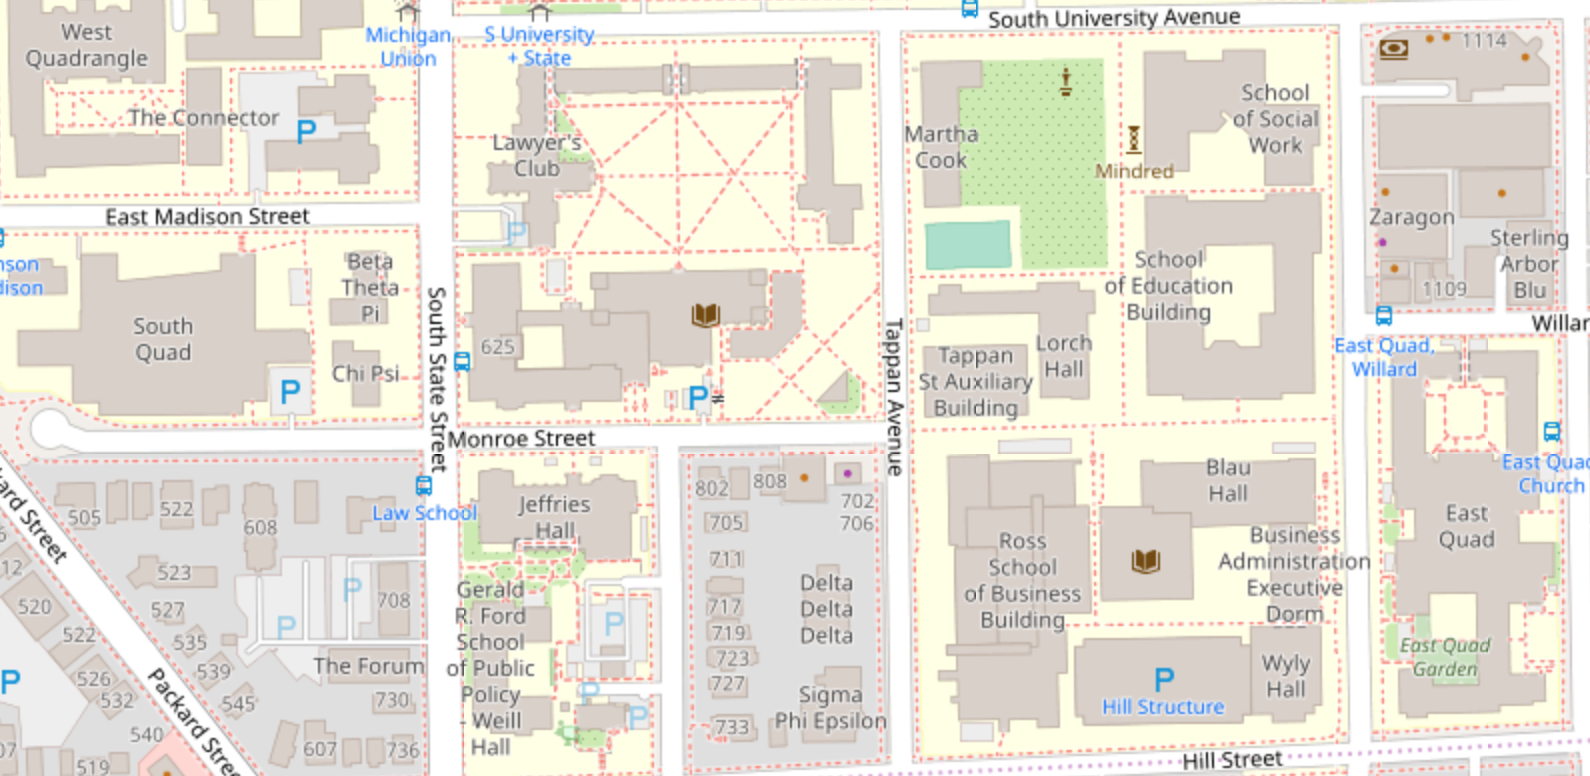 South University Avenue
West
Quadrangle
Michigan
Union
S University
+ State
1114
The Connector
P
Lawyer's
Club
Martha
Cook
School
of Social
Work
Mindred
East Madison Street
P
Zaragon
Sterling
Arbor
Blu
1109
nson
dison
Beta
Theta
Pi
School
of Education
Building
South
Quad
South State Street
625
Tappan Avenue
Tappan
St Auxiliary
Building
Lorch
Hall
Willar
East Quad,
Willard
Chi Psi
P
P
Monroe Street
East Quad
Church
505
522
608
Law School
Jeffries
Hall
802
808
702
706
705
711
717
719
723
727
733
Blau
Hall
East
Quad
Ross
School
of Business
Building
Business
Administration
Executive
Dorm
kard Street
12
520
522
526
532
523
527
535
539
545
P
P
708
The Forum
730
Gerald
R. Ford
School
of Public
Policy
- Weill
Hall
P
P
P
Delta
Delta
Delta
Sigma
Phi Epsilon
P
Hill Structure
Wyly
Hall
East Quad
Garden
P
Packard Stree
540
07
519
607
736
Hill Street